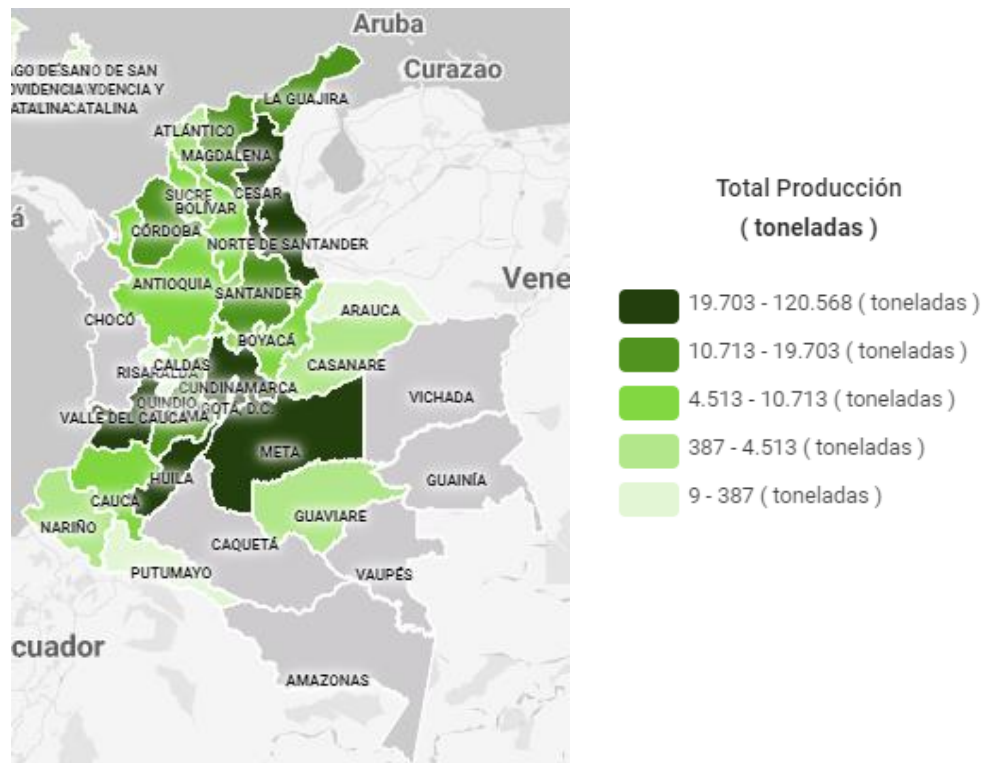 Aruba
Curazao
LA GUAJIRA
ATLÁNTICO
MAGDALENA
CESAR
SUCRE
BOLÍVAR
CÓRDOBA
NORTE DE SANTANDER
á
Vene
ANTIOQUIA
SANTANDER
ARAUCA
CHOCÓ
BOYACÁ
CALDAS
CASANARE
RISARALDA
CUNDINAMARCA
QUINDIO
VICHADA
VALLE DEL CAUCA
META
HUILA
GUAINÍA
CAUCA
GUAVIARE
NARIÑO
CAQUETÁ
PUTUMAYO
VAUPÉS
cuador
AMAZONAS
Total Producción
( toneladas )
19.703 - 120.568 ( toneladas )
10.713 - 19.703 ( toneladas )
4.513 - 10.713 ( toneladas )
387 - 4.513 ( toneladas )
9 - 387 ( toneladas )